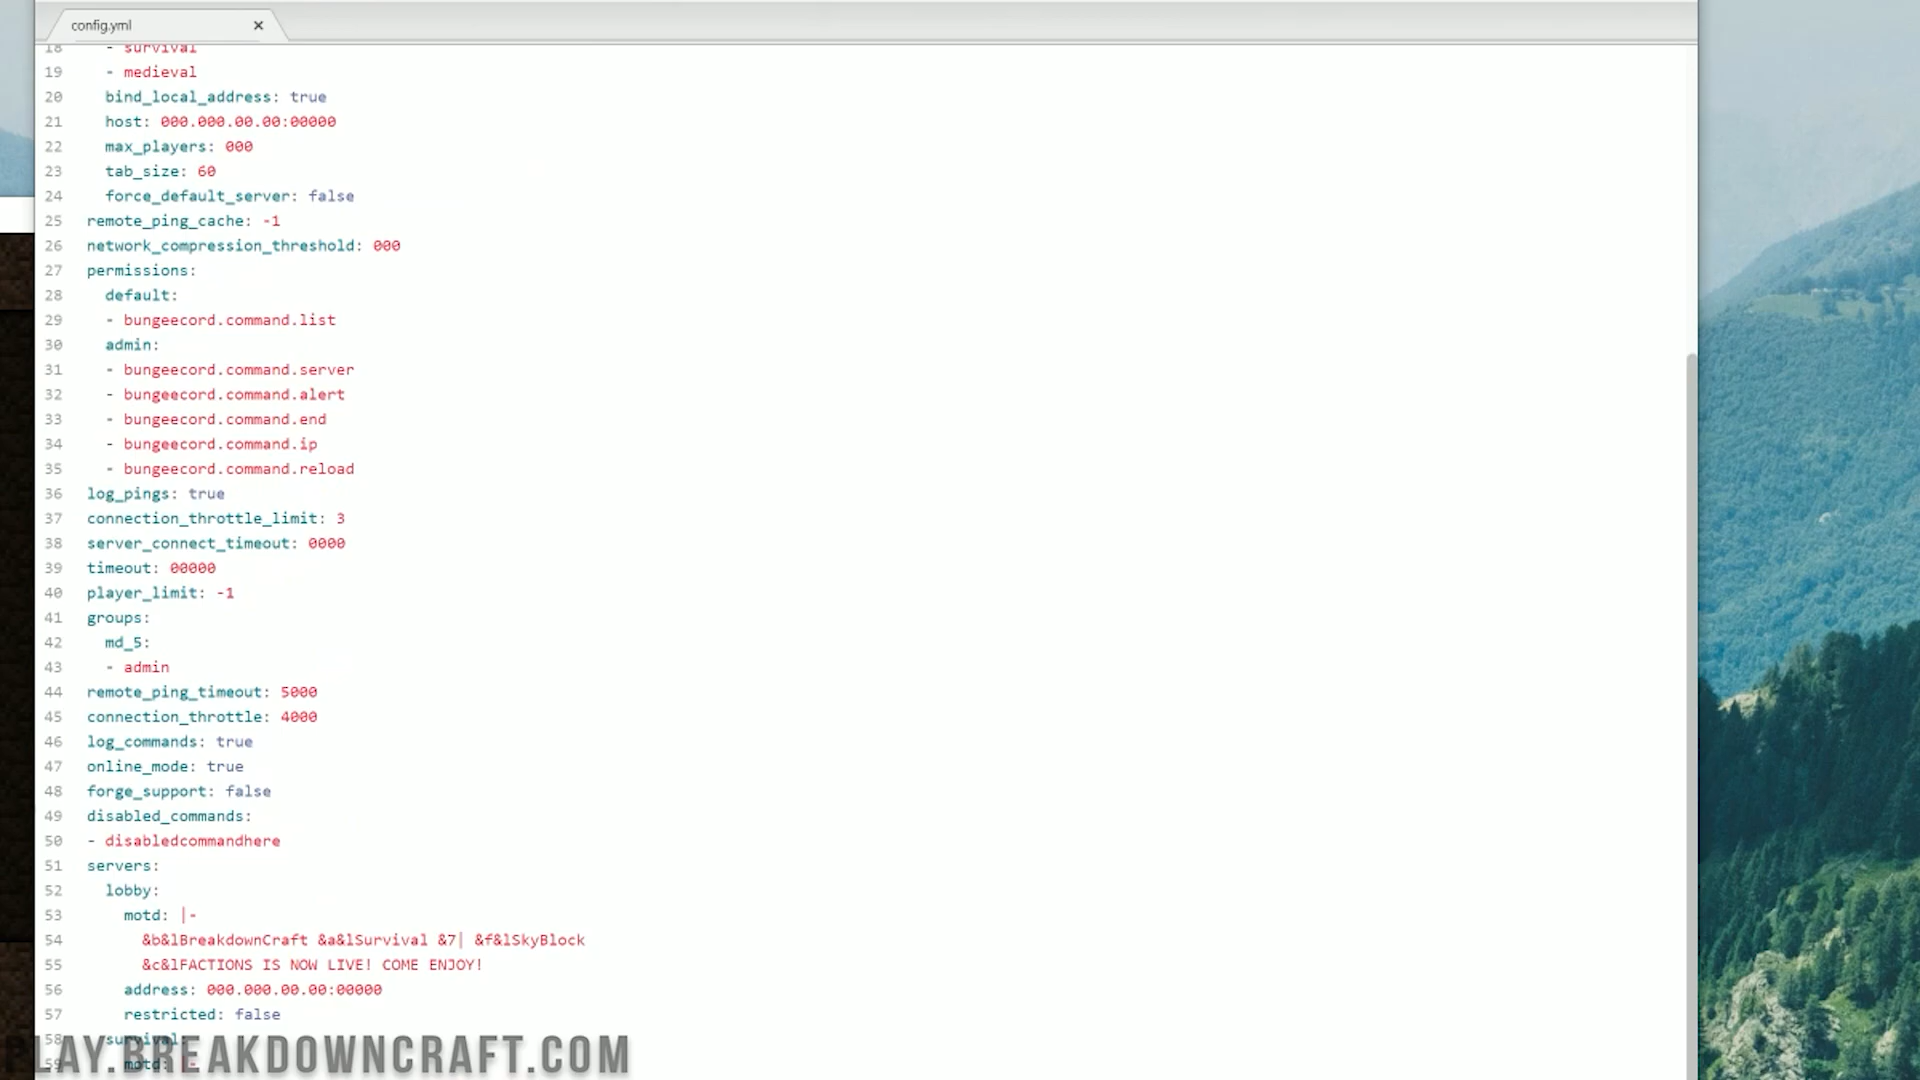 config.yml ×
18 - survival
19 - medieval
20 bind_local_address: true
21 host: 000.000.00.00:00000
22 max_players: 000
23 tab_size: 60
24 force_default_server: false
25 remote_ping_cache: -1
26 network_compression_threshold: 000
27 permissions:
28 default:
29 - bungeecord.command.list
30 admin:
31 - bungeecord.command.server
32 - bungeecord.command.alert
33 - bungeecord.command.end
34 - bungeecord.command.ip
35 - bungeecord.command.reload
36 log_pings: true
37 connection_throttle_limit: 3
38 server_connect_timeout: 0000
39 timeout: 00000
40 player_limit: -1
41 groups:
42 md_5:
43 - admin
44 remote_ping_timeout: 5000
45 connection_throttle: 4000
46 log_commands: true
47 online_mode: true
48 forge_support: false
49 disabled_commands:
50 - disabledcommandhere
51 servers:
52 lobby:
53 motd: |-
54 &b&lBreakdownCraft &a&lSurvival &7| &f&lSkyBlock
55 &c&lFACTIONS IS NOW LIVE! COME ENJOY!
56 address: 000.000.00.00:00000
57 restricted: false
58 survival:
59 motd: |-
PLAY.BREAKDOWNCRAFT.COM